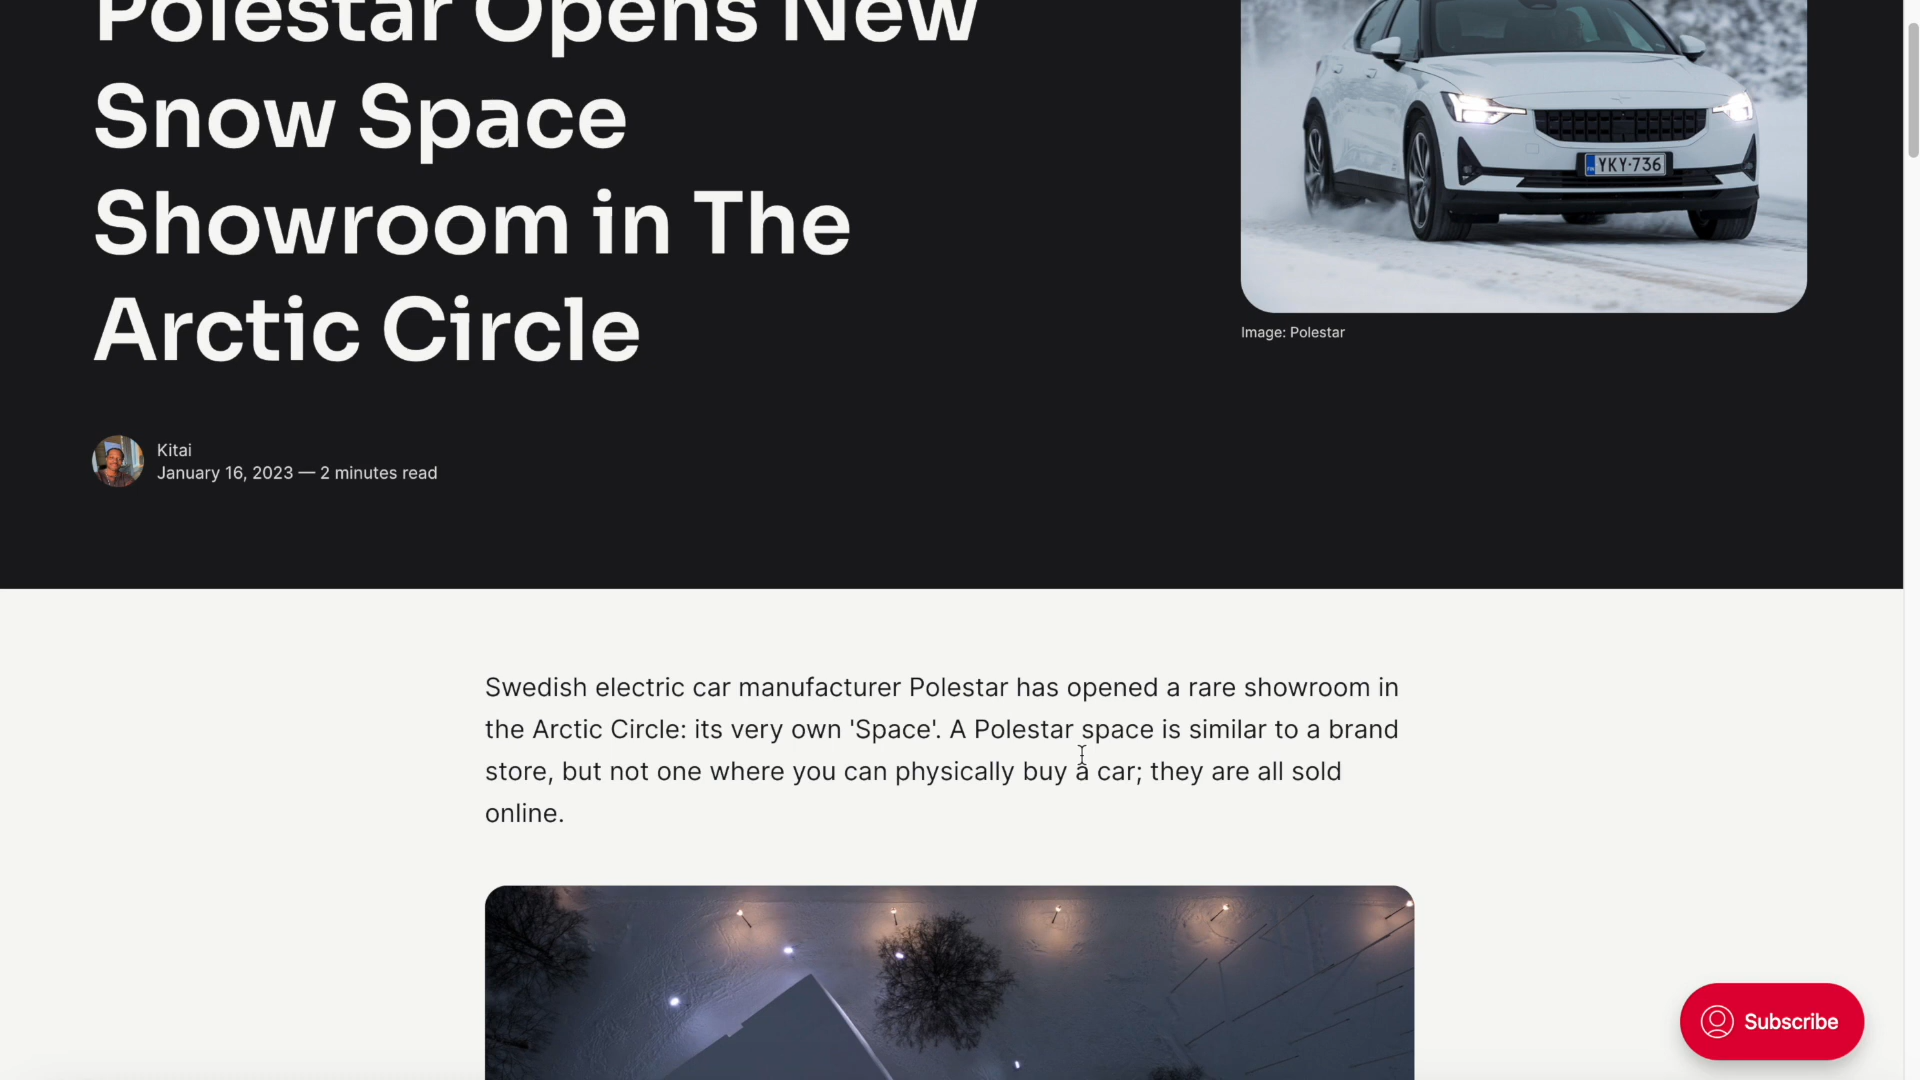 Polestar Opens New
Snow Space
Showroom in The
Arctic Circle
YKY-736
Image: Polestar
Kitai
January 16, 2023 — 2 minutes read
Swedish electric car manufacturer Polestar has opened a rare showroom in
the Arctic Circle: its very own 'Space'. A Polestar space is similar to a brand
store, but not one where you can physically buy a car; they are all sold
online.
Subscribe